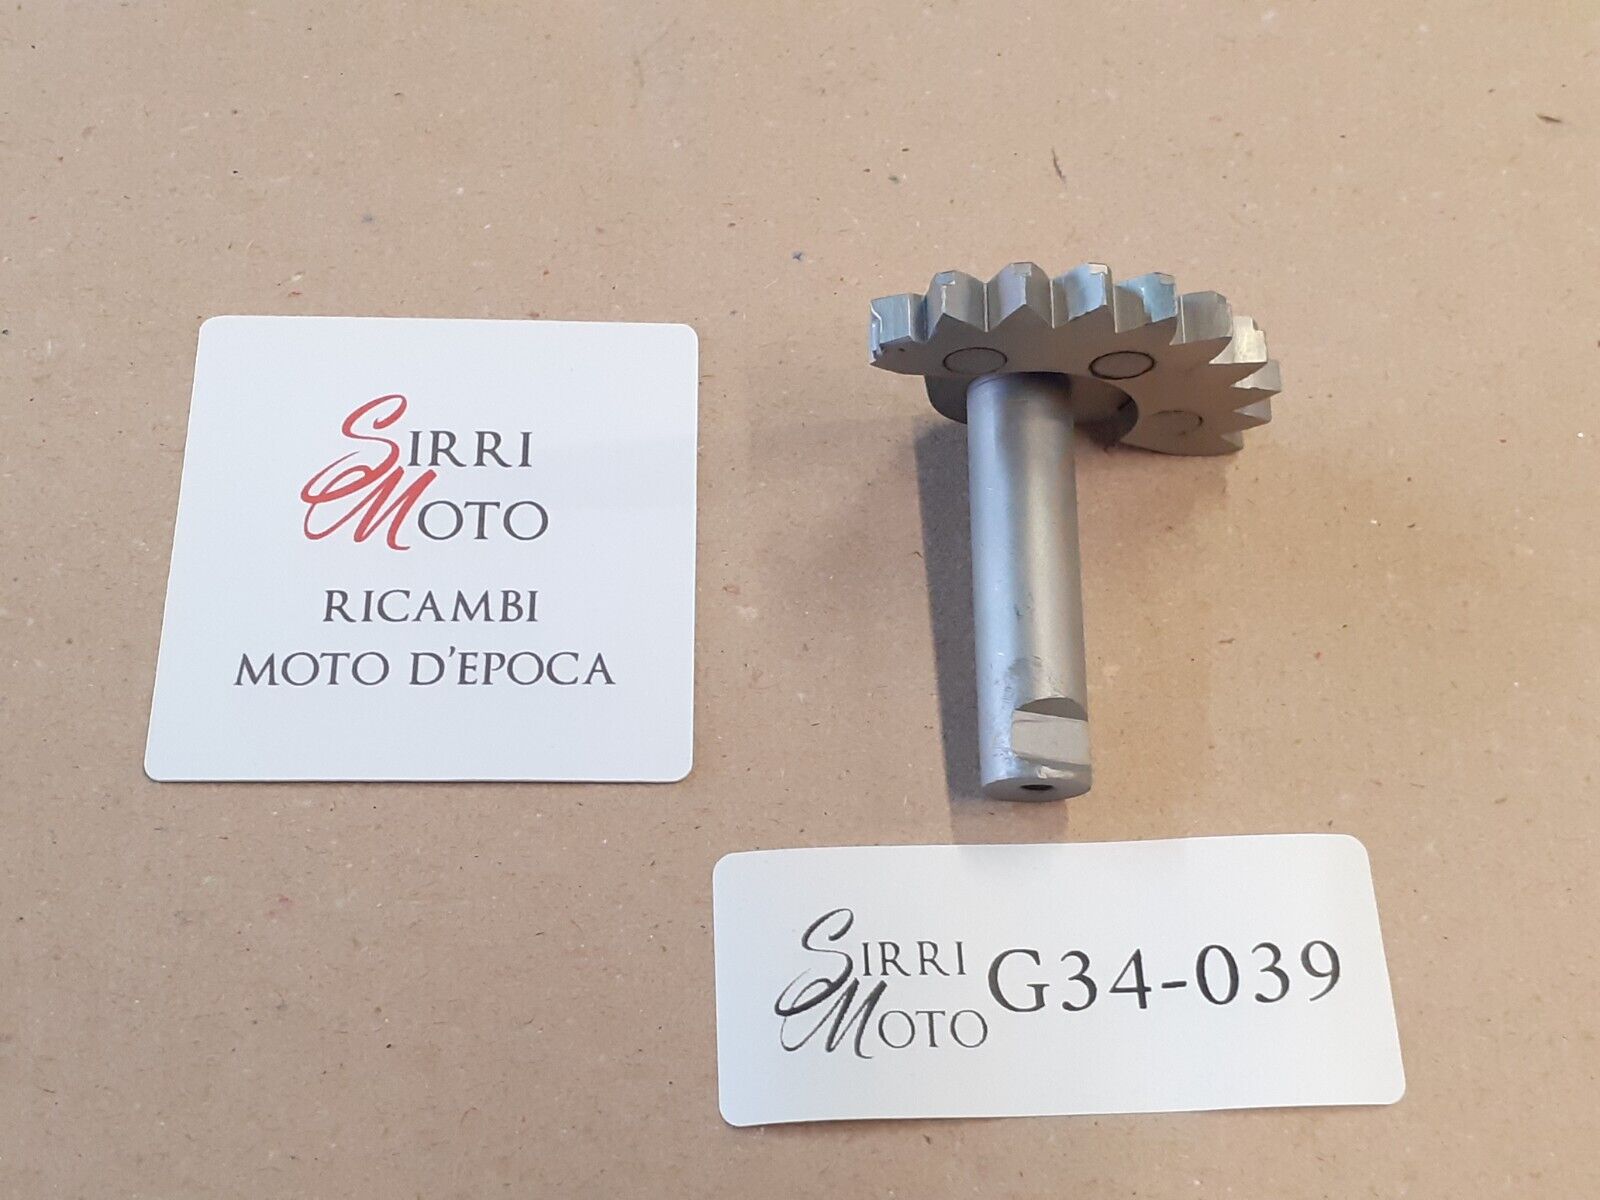 SIRRI
MOTO
RICAMBI
MOTO D'EPOCA
SIRRI
MOTO
G34-039